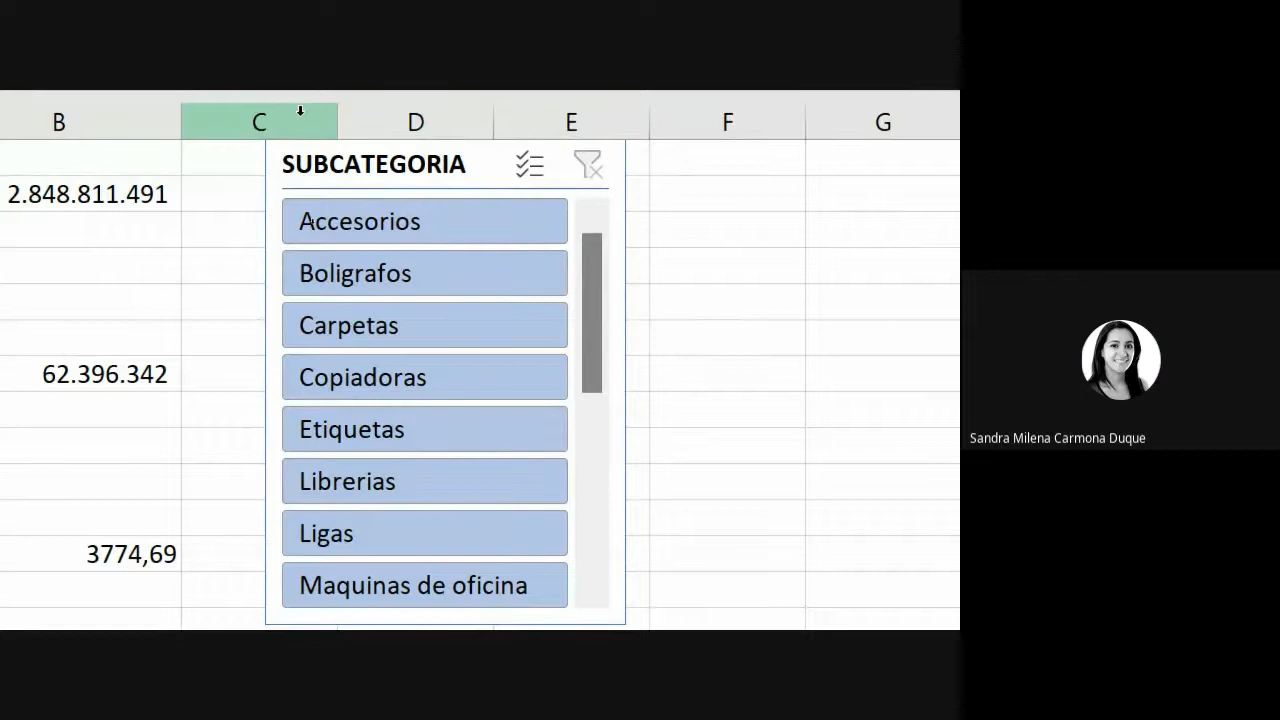 B C D E F G
SUBCATEGORIA
2.848.811.491
Accesorios
Boligrafos
Carpetas
62.396.342
Copiadoras
Etiquetas
Librerias
Ligas
3774,69
Maquinas de oficina
Sandra Milena Carmona Duque